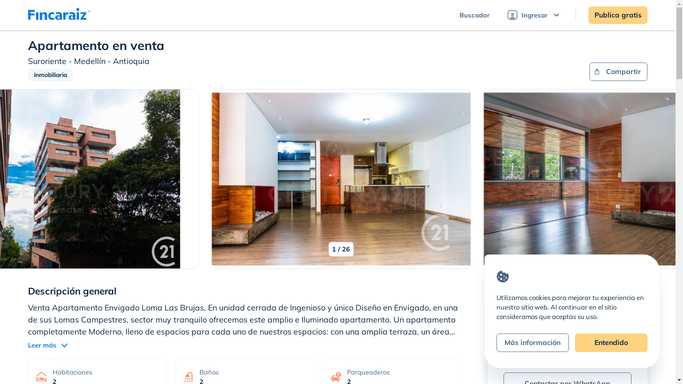 Fincaraiz
Buscador
Ingresar
Publica gratis
Apartamento en venta
Suroriente - Medellín - Antioquia
Inmobiliaria
Compartir
21
21
1 / 26
Descripción general
Venta Apartamento Envigado Loma Las Brujas, En unidad cerrada de Ingenioso y único Diseño en Envigado, en una
de sus Lomas Campestres, sector muy tranquilo ofrecemos este amplio e Iluminado apartamento. Un apartamento
completamente Moderno, lleno de espacios para cada uno de nuestros espacios: con una amplia terraza, un área...
Leer más
Habitaciones
2
Baños
2
Parqueaderos
2
Utilizamos cookies para mejorar tu experiencia en
nuestro sitio web. Al continuar en el sitio
consideramos que aceptas su uso.
Más información
Entendido
Contactar por WhatsApp